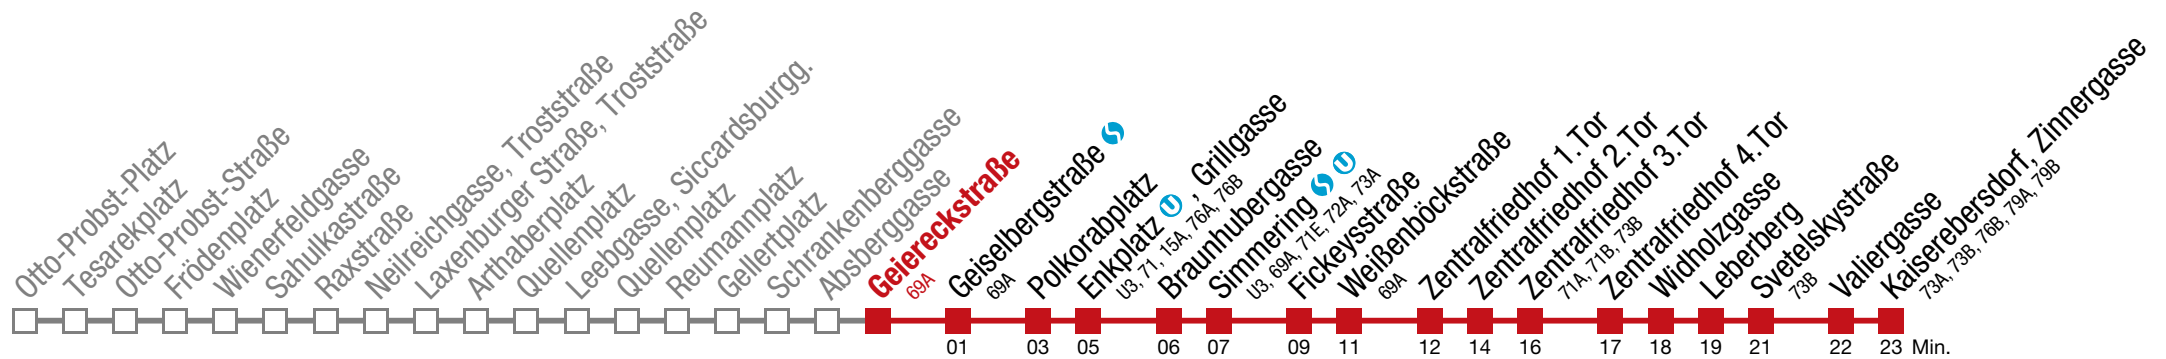 Otto-Probst-Platz
Tesarekplatz
Otto-Probst-Straße
Frödenplatz
Wienerfeldgasse
Sahulkastraße
Raxstraße
Neilreichgasse, Troststraße
Laxenburger Straße, Troststraße
Arthaberplatz
Quellenplatz
Leebgasse, Siccardsburgg.
Quellenplatz
Reumannplatz
Gellertplatz
Schrankenberggasse
Absberggasse
Geiereckstraße
69A
Geiselbergstraße S
69A
Polkorabplatz
Enkplatz U , Grillgasse
U3, 71, 15A, 76A, 76B
Braunhubergasse
Simmering S U
U3, 69A, 71E, 72A, 73A
Fickeysstraße
Weißenböckstraße
69A
Zentralfriedhof 1.Tor
Zentralfriedhof 2.Tor
Zentralfriedhof 3.Tor
71A, 71B, 73B
Zentralfriedhof 4.Tor
Widholzgasse
Leberberg
Svetelskystraße
73B
Valiergasse
Kaiserebersdorf, Zinnergasse
73A, 73B, 76B, 79A, 79B
01 03 05 06 07 09 11 12 14 16 17 18 19 21 22 23 Min.